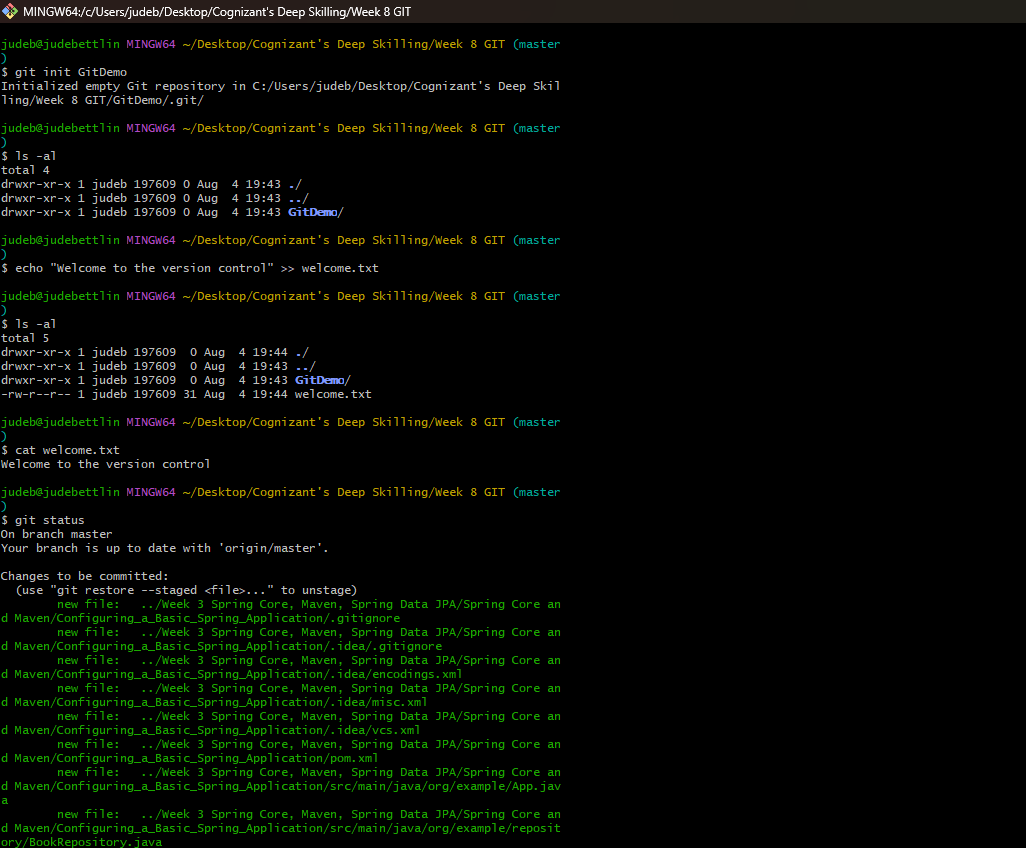 MINGW64:/c/Users/judeb/Desktop/Cognizant's Deep Skilling/Week 8 GIT
judeb@judebettlin MINGW64 ~/Desktop/Cognizant's Deep Skilling/Week 8 GIT (master
)
$ git init GitDemo
Initialized empty Git repository in C:/Users/judeb/Desktop/Cognizant's Deep Skil
ling/Week 8 GIT/GitDemo/.git/
judeb@judebettlin MINGW64 ~/Desktop/Cognizant's Deep Skilling/Week 8 GIT (master
)
$ ls -al
total 4
drwxr-xr-x 1 judeb 197609 0 Aug  4 19:43 ./
drwxr-xr-x 1 judeb 197609 0 Aug  4 19:43 ../
drwxr-xr-x 1 judeb 197609 0 Aug  4 19:43 GitDemo/
judeb@judebettlin MINGW64 ~/Desktop/Cognizant's Deep Skilling/Week 8 GIT (master
)
$ echo "Welcome to the version control" >> welcome.txt
judeb@judebettlin MINGW64 ~/Desktop/Cognizant's Deep Skilling/Week 8 GIT (master
)
$ ls -al
total 5
drwxr-xr-x 1 judeb 197609  0 Aug  4 19:44 ./
drwxr-xr-x 1 judeb 197609  0 Aug  4 19:43 ../
drwxr-xr-x 1 judeb 197609  0 Aug  4 19:43 GitDemo/
-rw-r--r-- 1 judeb 197609 31 Aug  4 19:44 welcome.txt
judeb@judebettlin MINGW64 ~/Desktop/Cognizant's Deep Skilling/Week 8 GIT (master
)
$ cat welcome.txt
Welcome to the version control
judeb@judebettlin MINGW64 ~/Desktop/Cognizant's Deep Skilling/Week 8 GIT (master
)
$ git status
On branch master
Your branch is up to date with 'origin/master'.
Changes to be committed:
  (use "git restore --staged <file>..." to unstage)
        new file:   ../Week 3 Spring Core, Maven, Spring Data JPA/Spring Core an
d Maven/Configuring_a_Basic_Spring_Application/.gitignore
        new file:   ../Week 3 Spring Core, Maven, Spring Data JPA/Spring Core an
d Maven/Configuring_a_Basic_Spring_Application/.idea/.gitignore
        new file:   ../Week 3 Spring Core, Maven, Spring Data JPA/Spring Core an
d Maven/Configuring_a_Basic_Spring_Application/.idea/encodings.xml
        new file:   ../Week 3 Spring Core, Maven, Spring Data JPA/Spring Core an
d Maven/Configuring_a_Basic_Spring_Application/.idea/misc.xml
        new file:   ../Week 3 Spring Core, Maven, Spring Data JPA/Spring Core an
d Maven/Configuring_a_Basic_Spring_Application/.idea/vcs.xml
        new file:   ../Week 3 Spring Core, Maven, Spring Data JPA/Spring Core an
d Maven/Configuring_a_Basic_Spring_Application/pom.xml
        new file:   ../Week 3 Spring Core, Maven, Spring Data JPA/Spring Core an
d Maven/Configuring_a_Basic_Spring_Application/src/main/java/org/example/App.jav
a
        new file:   ../Week 3 Spring Core, Maven, Spring Data JPA/Spring Core an
d Maven/Configuring_a_Basic_Spring_Application/src/main/java/org/example/reposit
ory/BookRepository.java